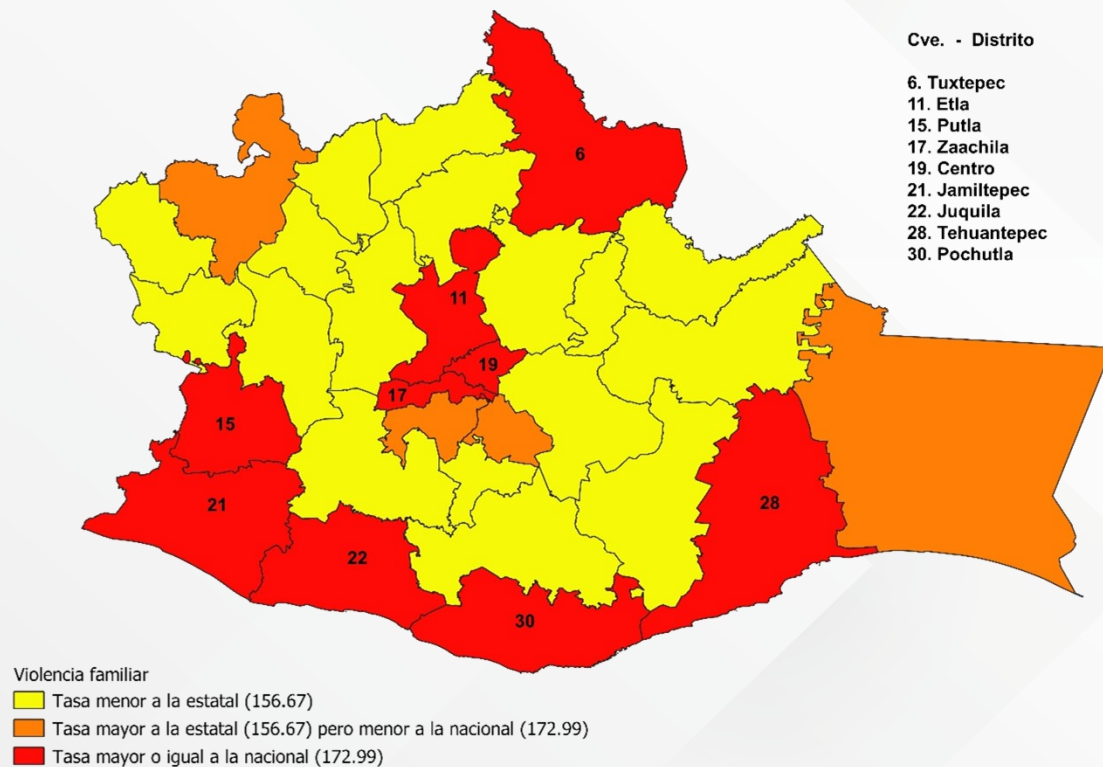 Cve. - Distrito
6. Tuxtepec
11. Etla
15. Putla
17. Zaachila
19. Centro
21. Jamiltepec
22. Juquila
28. Tehuantepec
30. Pochutla
6
11
19
17
15
21
28
22
30
Violencia familiar
Tasa menor a la estatal (156.67)
Tasa mayor a la estatal (156.67) pero menor a la nacional (172.99)
Tasa mayor o igual a la nacional (172.99)